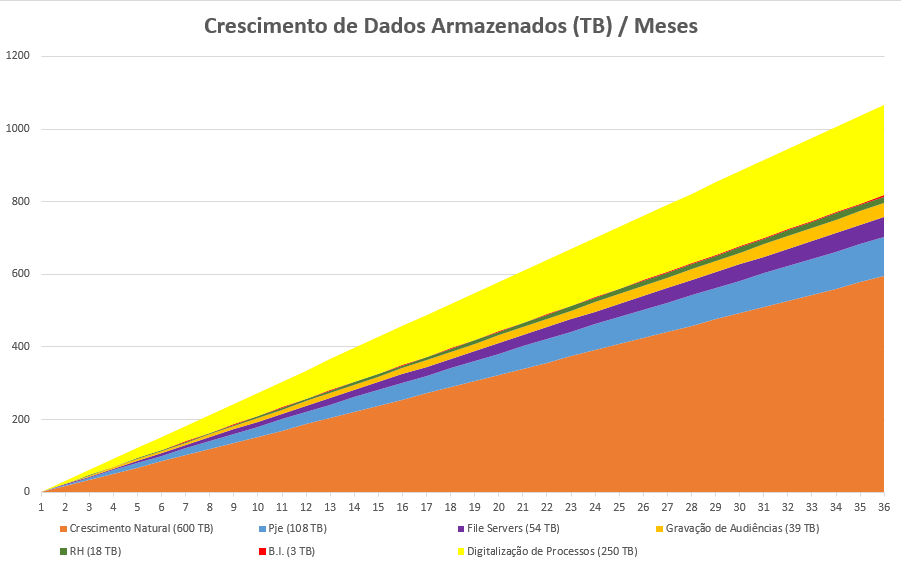 Crescimento de Dados Armazenados (TB) / Meses
1200
1000
800
600
400
200
0
1 2 3 4 5 6 7 8 9 10 11 12 13 14 15 16 17 18 19 20 21 22 23 24 25 26 27 28 29 30 31 32 33 34 35 36
Crescimento Natural (600 TB) Pje (108 TB) File Servers (54 TB) Gravação de Audiências (39 TB)
RH (18 TB) B.I. (3 TB) Digitalização de Processos (250 TB)